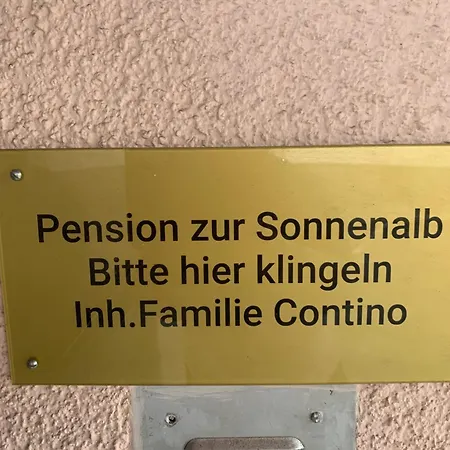 Pension zur Sonnenalb
Bitte hier klingeln
Inh.Familie Contino